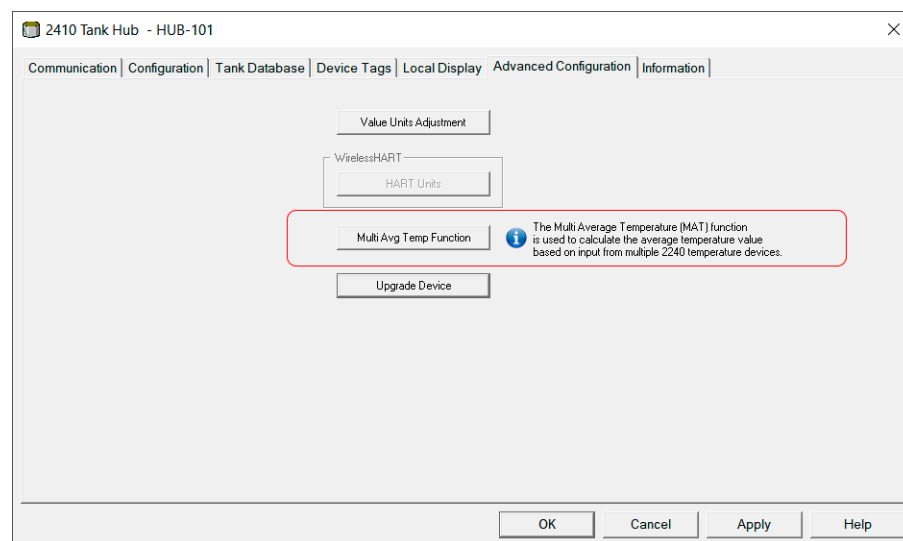 2410 Tank Hub - HUB-101
Communication Configuration Tank Database Device Tags Local Display Advanced Configuration Information
Value Units Adjustment
WirelessHART
HART Units
Multi Avg Temp Function
The Multi Average Temperature (MAT) function
is used to calculate the average temperature value
based on input from multiple 2240 temperature devices.
Upgrade Device
OK Cancel Apply Help